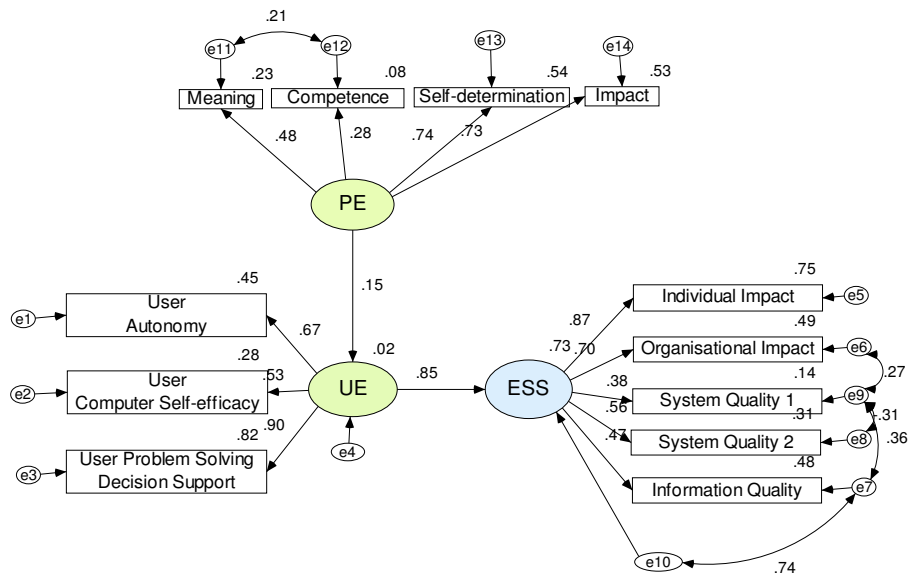 .21
e11
e12
e13
e14
.23
.08
.54
.53
Meaning
Competence
Self-determination
Impact
.48
.28
.74
.73
PE
.15
.45
e1
User
Autonomy
.67
.02
.28
e2
User
Computer Self-efficacy
.53
UE
.85
.90
.82
e3
User Problem Solving
Decision Support
e4
ESS
.73
.75
Individual Impact
e5
.87
.49
.70
Organisational Impact
e6
.27
.14
.38
System Quality 1
e9
.56
.31
-.31
System Quality 2
e8
.36
.47
.48
Information Quality
e7
e10
.74